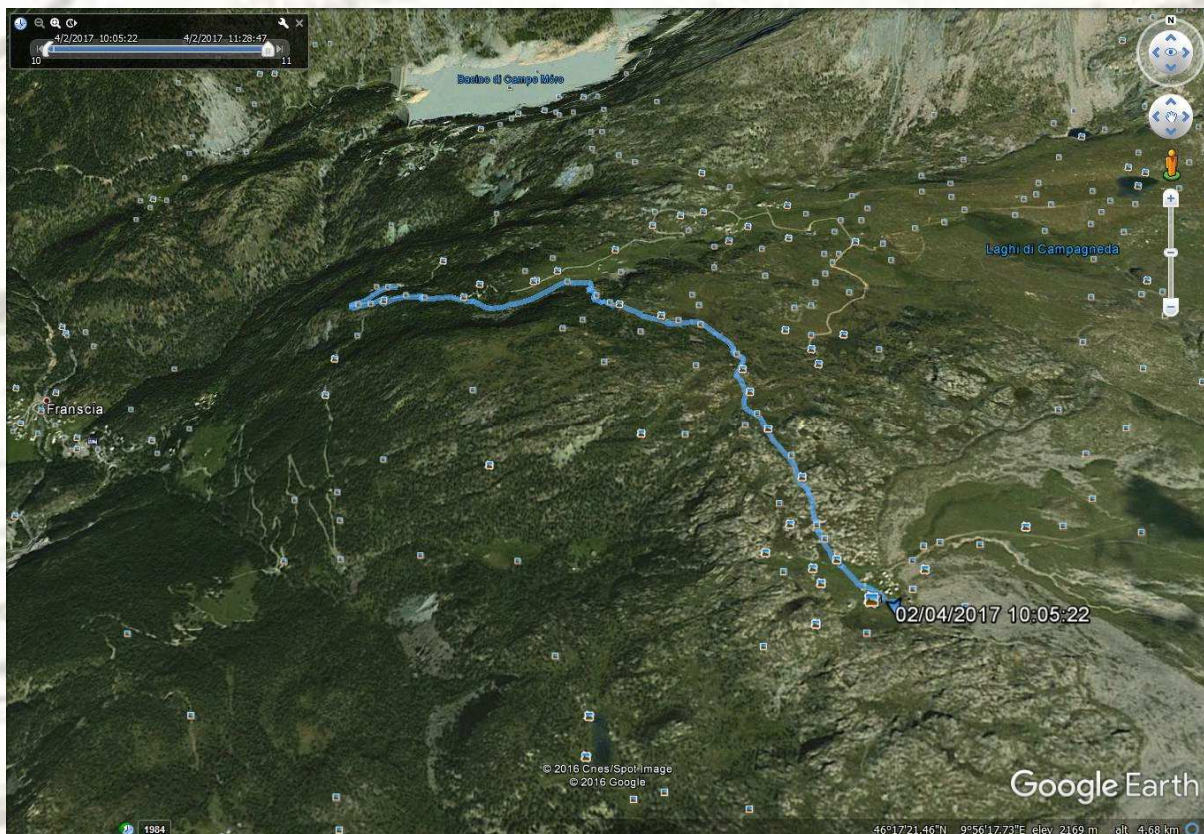 4/2/2017 10:05:22
4/2/2017 11:28:47
10
11
N
Bacino di Campo Moro
Laghi di Campagneda
Franscia
02/04/2017 10:05:22
© 2016 Cnes/Spot Image
© 2016 Google
Google Earth
1984
46°17'21.46"N 9°56'17.73"E elev 2169 m alt 4.68 km